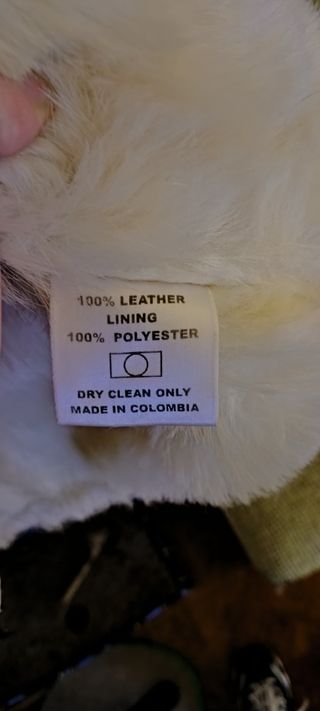 100% LEATHER
LINING
100% POLYESTER
DRY CLEAN ONLY
MADE IN COLOMBIA